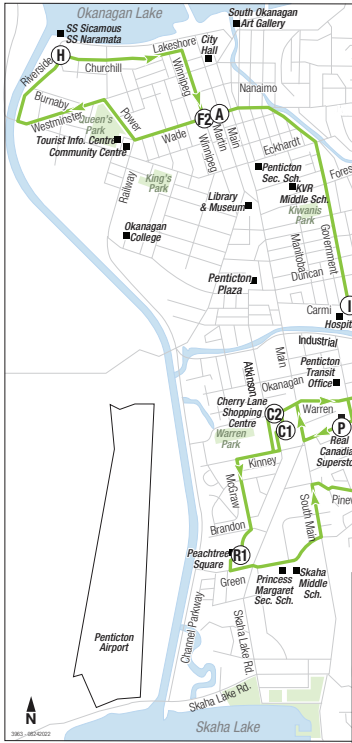 Okanagan Lake
SS Sicamous
SS Naramata
South Okanagan
Art Gallery
City
Hall
H
Lakeshore
Riverside
Churchill
Winnipeg
Nanaimo
Burnaby
Westminster
Queen's
Park
Power
F2
A
Main
Martin
Wade
Winnipeg
Eckhardt
Tourist Info. Centre
Community Centre
Penticton
Sec. Sch.
KVR
Middle Sch.
Fores
King's
Park
Railway
Library
& Museum
Kiwanis
Park
Government
Okanagan
College
Manitoba
Duncan
Penticton
Plaza
I
Carmi
Hospit
Industrial
Main
Atkinson
Penticton
Transit
Office
Okanagan
Cherry Lane
Shopping
Centre
C2
Warren
C1
P
Warren
Park
Real
Canadia
Supersto
Kinney
McGraw
South Main
Pinev
Brandon
Peachtree
Square
R1
Green
Princess
Margaret
Sec. Sch.
Skaha
Middle
Sch.
Channel Parkway
Skaha Lake Rd.
Penticton
Airport
Skaha Lake Rd.
N
Skaha Lake